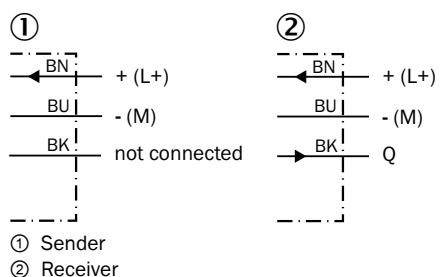 ① ②
BN + (L+) BN + (L+)
BU - (M) BU - (M)
BK not connected BK Q
① Sender
② Receiver